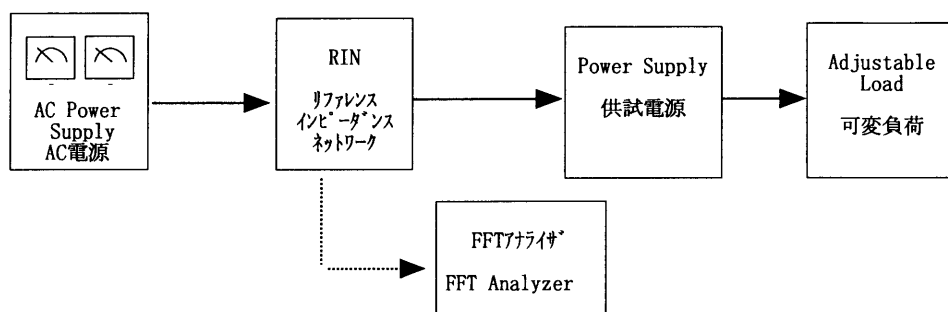 AC Power
Supply
AC電源
RIN
ﾘﾌｧﾚﾝｽ
ｲﾝﾋﾟｰﾀﾞﾝｽ
ﾈｯﾄﾜｰｸ
Power Supply
供試電源
Adjustable
Load
可変負荷
FFTｱﾅﾗｲｻﾞ
FFT Analyzer